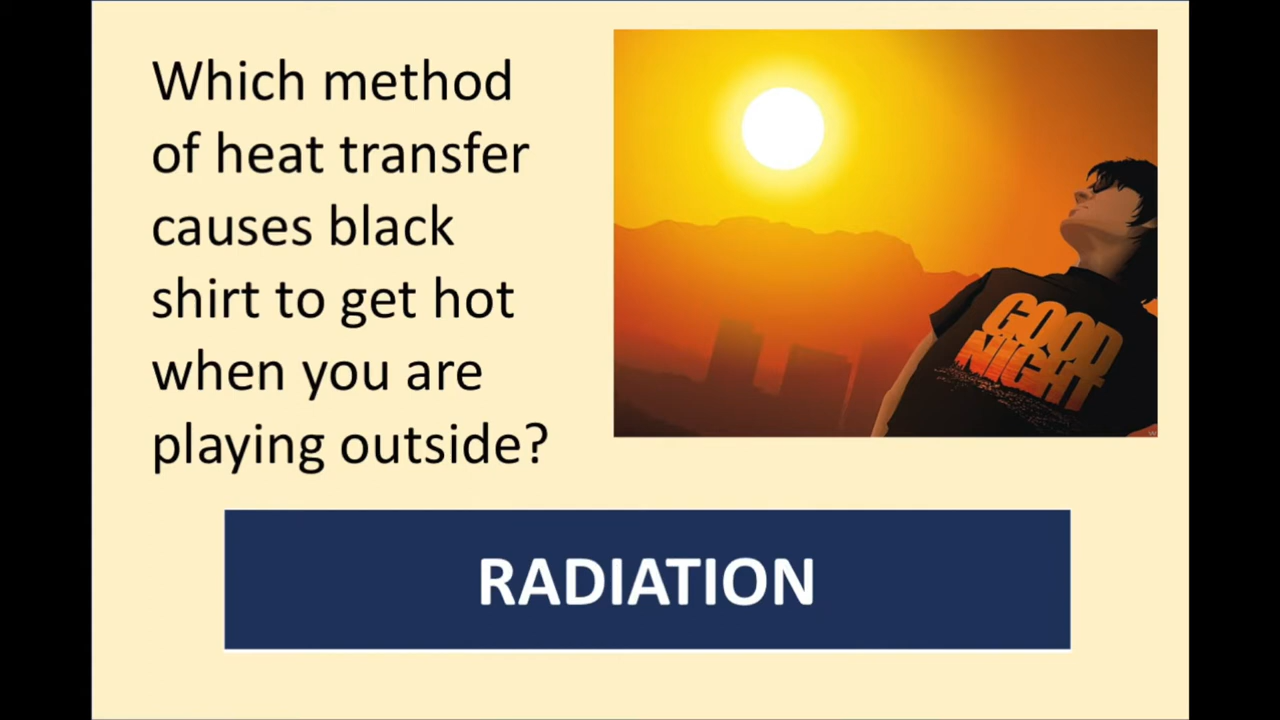 Which method
of heat transfer
causes black
shirt to get hot
when you are
playing outside?
GOOD
NIGHT
RADIATION